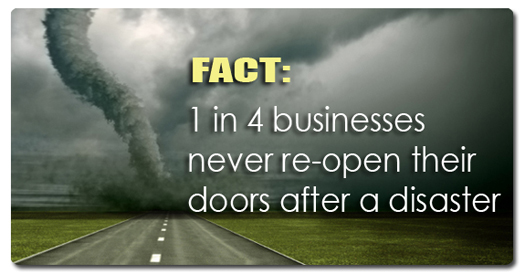 FACT:
1 in 4 businesses
never re-open their
doors after a disaster